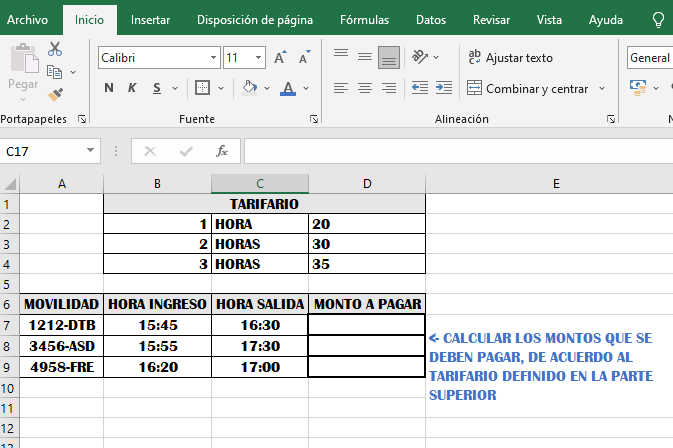 Archivo Inicio Insertar Disposición de página Fórmulas Datos Revisar Vista Ayuda
Pegar
Calibri 11 A A
N K S A
ab Ajustar texto
Combinar y centrar
General
Portapapeles Fuente Alineación
C17 fx
A B C D E
1 TARIFARIO
2 1 HORA 20
3 2 HORAS 30
4 3 HORAS 35
5
6 MOVILIDAD HORA INGRESO HORA SALIDA MONTO A PAGAR
7 1212-DTB 15:45 16:30
8 3456-ASD 15:55 17:30
9 4958-FRE 16:20 17:00
<- CALCULAR LOS MONTOS QUE SE
DEBEN PAGAR, DE ACUERDO AL
TARIFARIO DEFINIDO EN LA PARTE
SUPERIOR
10
11
12